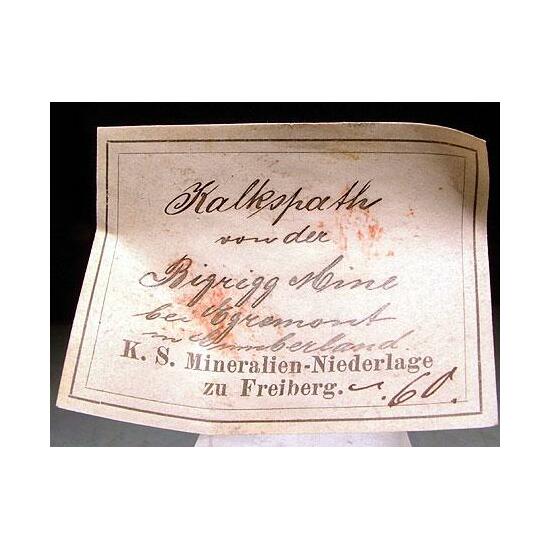 Kalkspath
von der
Bigrigg Mine
bei Egremont
in Cumberland.
K. S. Mineralien-Niederlage
zu Freiberg. 60.